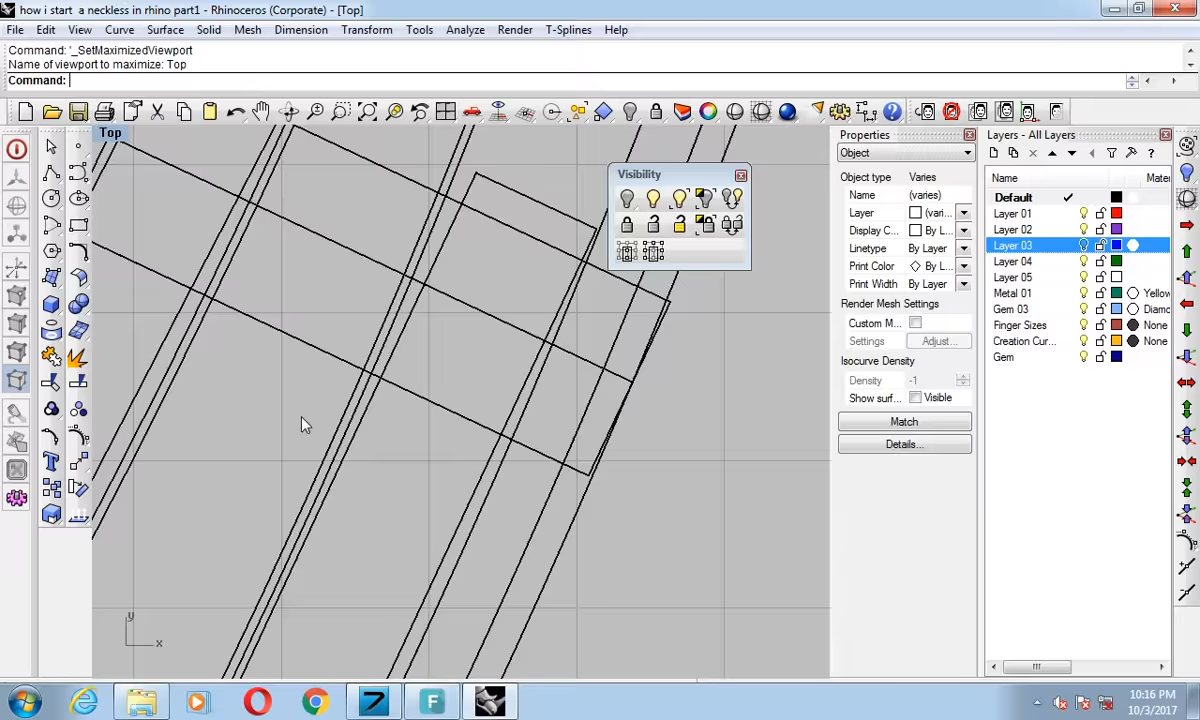 how i start a neckless in rhino part1 - Rhinoceros (Corporate) - [Top]
File Edit View Curve Surface Solid Mesh Dimension Transform Tools Analyze Render T-Splines Help
Command: '_SetMaximizedViewport
Name of viewport to maximize: Top
Command:
Top
Visibility
Properties
Object
Object type Varies
Name (varies)
Layer (vari...
Display C... By L...
Linetype By Layer
Print Color By L...
Print Width By Layer
Render Mesh Settings
Custom M...
Settings Adjust...
Isocurve Density
Density -1
Show surf... Visible
Match
Details...
Layers - All Layers
Name Mate
Default
Layer 01
Layer 02
Layer 03
Layer 04
Layer 05
Metal 01 Yellow
Gem 03 Diamo
Finger Sizes None
Creation Cur... None
Gem
y
x
10:16 PM
10/3/2017